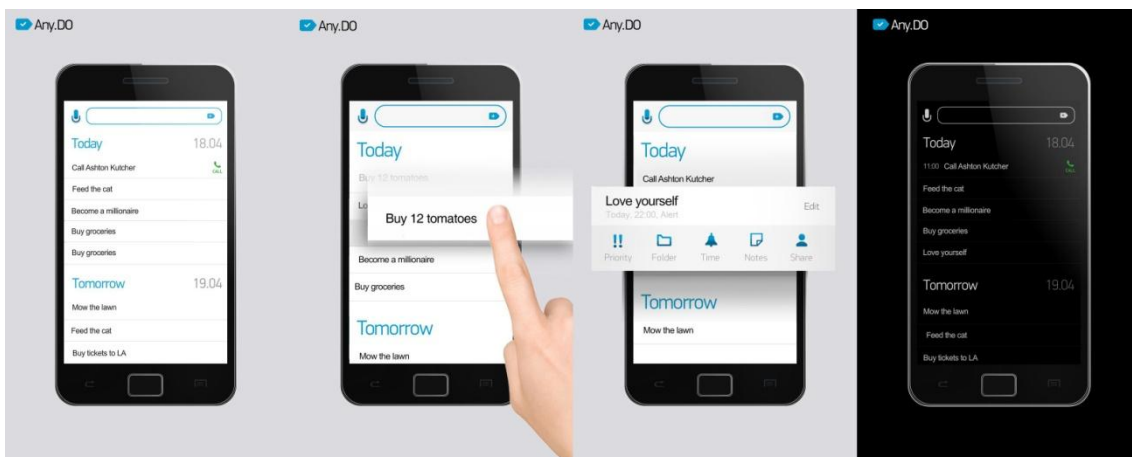 Any.DO
Today 18.04
Call Ashton Kutcher
CALL
Feed the cat
Become a millionaire
Buy groceries
Buy groceries
Tomorrow 19.04
Mow the lawn
Feed the cat
Buy tickets to LA
Any.DO
Today
Buy 12 tomatoes
Lo
Buy 12 tomatoes
Become a millionaire
Buy groceries
Tomorrow
Mow the lawn
Any.DO
Today
Call Ashton Kutcher
Love yourself
Today, 22:00, Alert
Edit
!!
Priority Folder Time Notes Share
Tomorrow
Mow the lawn
Any.DO
Today 18.04
11:00 Call Ashton Kutcher
CALL
Feed the cat
Become a millionaire
Buy groceries
Love yourself
Tomorrow 19.04
Mow the lawn
Feed the cat
Buy tickets to LA